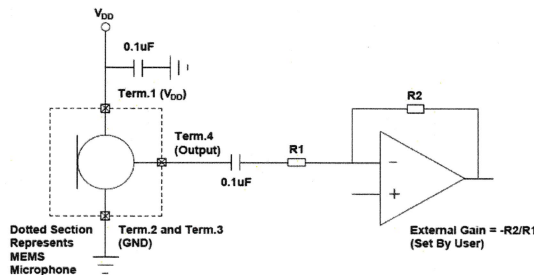 VDD
0.1uF
Term.1 (VDD)
R2
Term.4
(Output)
R1
0.1uF
Dotted Section
Represents
MEMS
Microphone
Term.2 and Term.3
(GND)
External Gain = -R2/R1
(Set By User)